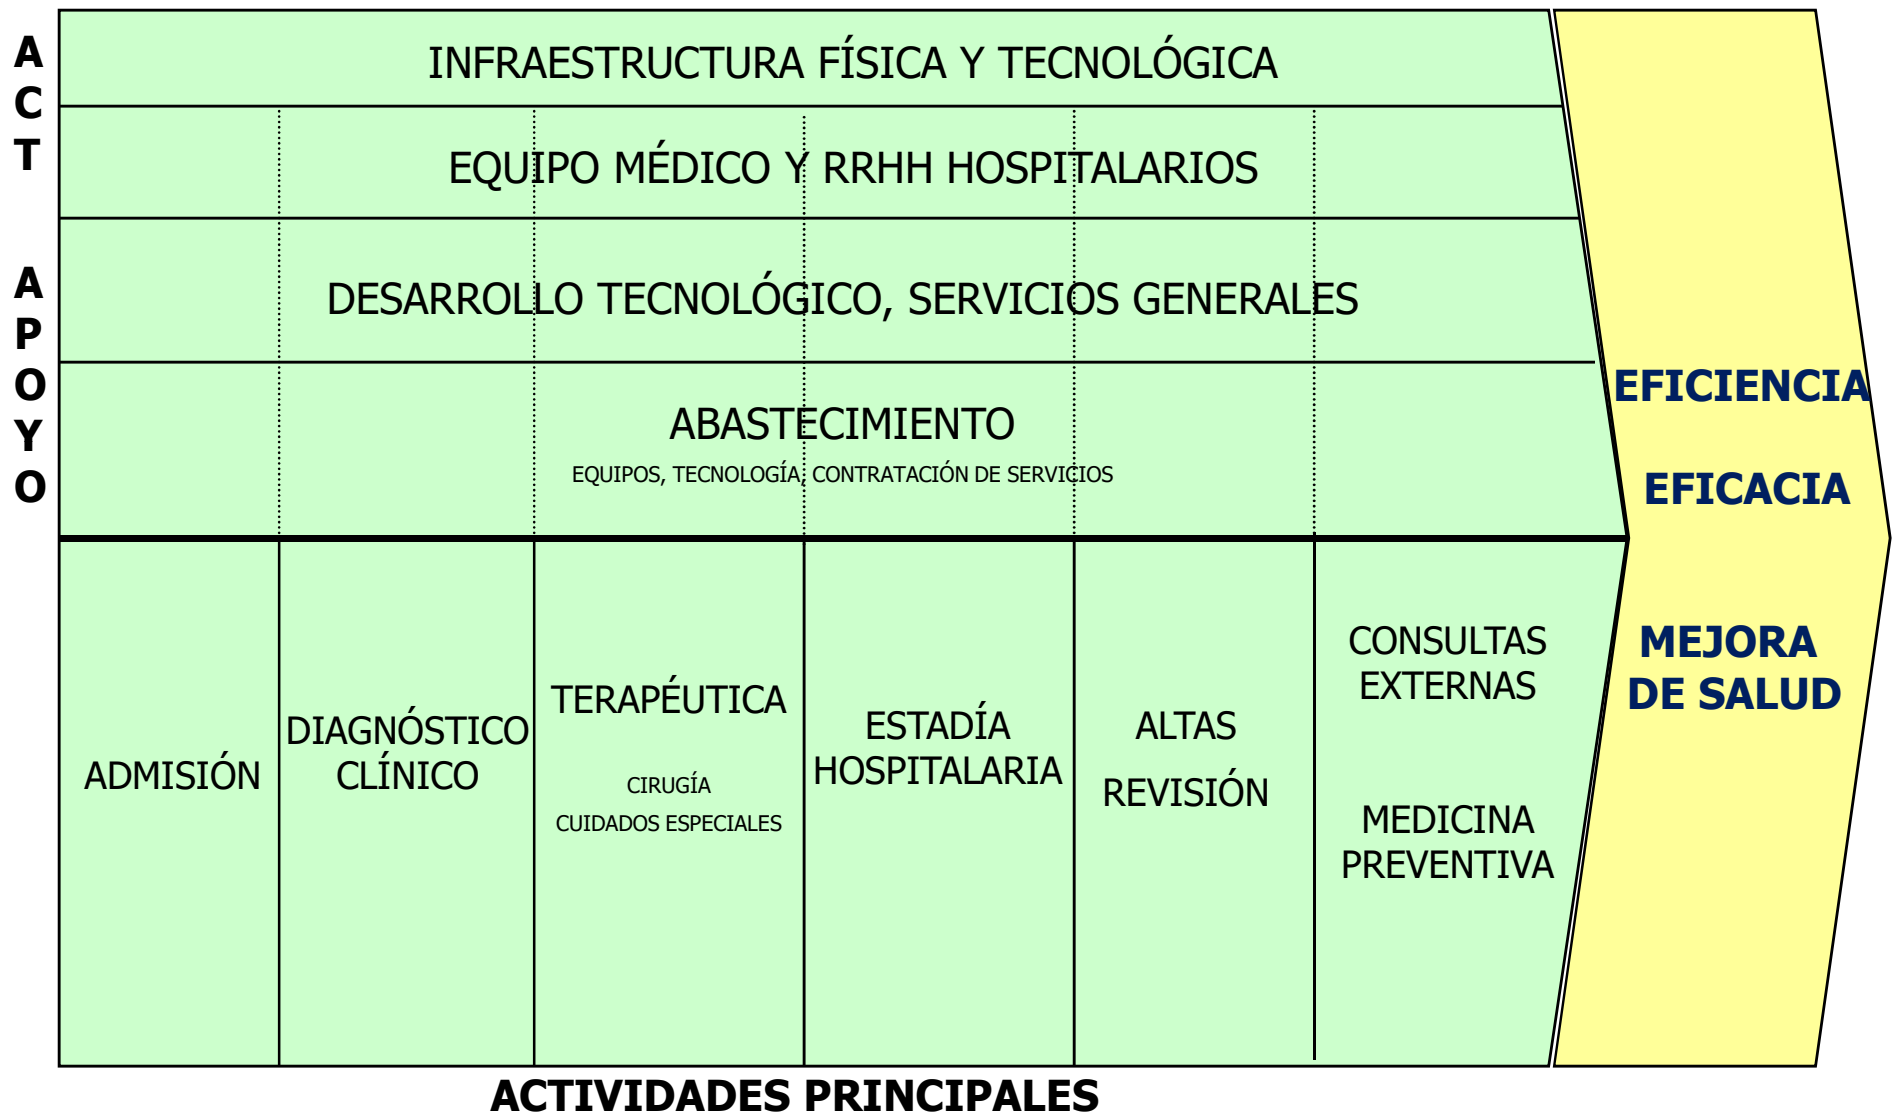 ACT APOYO
INFRAESTRUCTURA FÍSICA Y TECNOLÓGICA
EQUIPO MÉDICO Y RRHH HOSPITALARIOS
DESARROLLO TECNOLÓGICO, SERVICIOS GENERALES
ABASTECIMIENTO
EQUIPOS, TECNOLOGÍA, CONTRATACIÓN DE SERVICIOS
ADMISIÓN
DIAGNÓSTICO
CLÍNICO
TERAPÉUTICA
CIRUGÍA
CUIDADOS ESPECIALES
ESTADÍA
HOSPITALARIA
ALTAS
REVISIÓN
CONSULTAS
EXTERNAS
MEDICINA
PREVENTIVA
EFICIENCIA
EFICACIA
MEJORA
DE SALUD
ACTIVIDADES PRINCIPALES